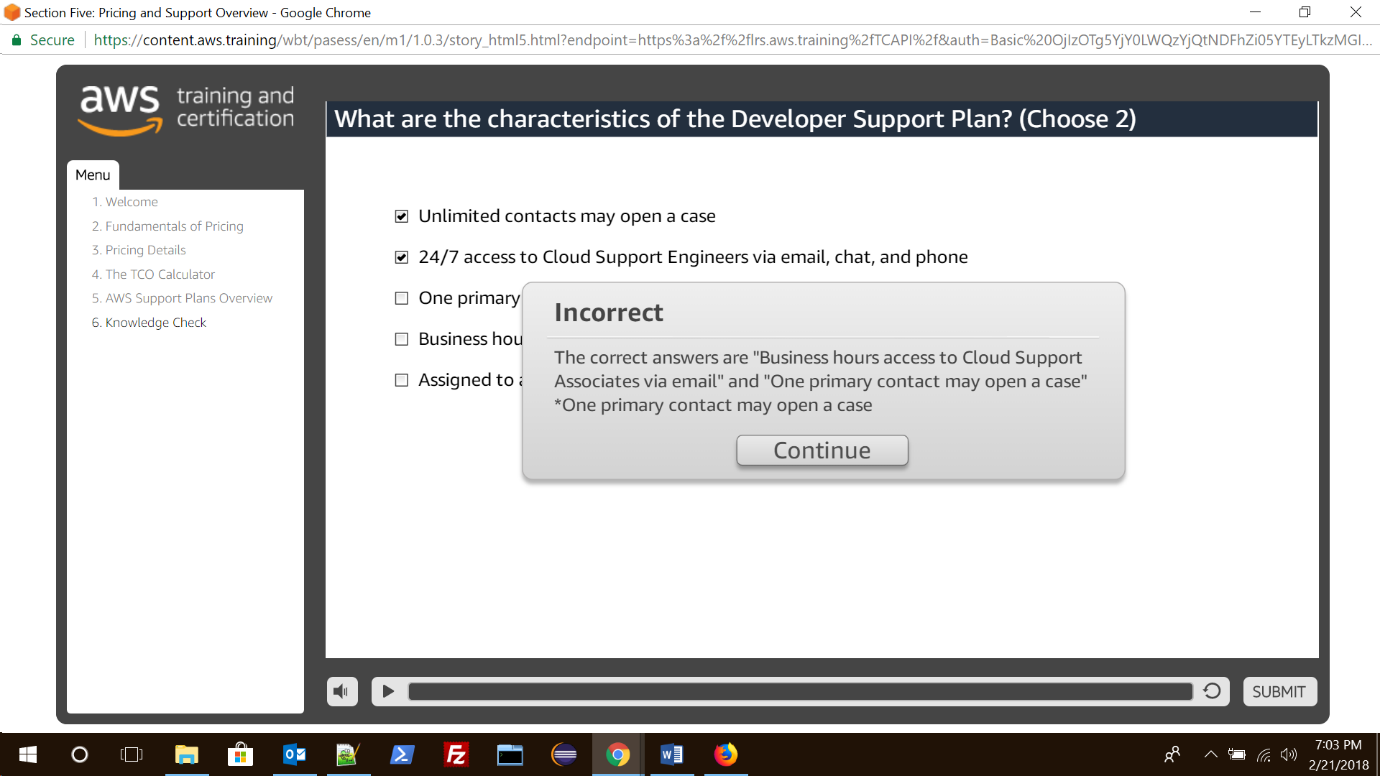 Section Five: Pricing and Support Overview - Google Chrome
Secure https://content.aws.training/wbt/pasess/en/m1/1.0.3/story_html5.html?endpoint=https%3a%2f%2flrs.aws.training%2fTCAPI%2f&auth=Basic%20OjIzOTg5YjY0LWQzYjQtNDFhZi05YTEyLTkzMGI...
aws training and
certification
What are the characteristics of the Developer Support Plan? (Choose 2)
Menu
1. Welcome
2. Fundamentals of Pricing
3. Pricing Details
4. The TCO Calculator
5. AWS Support Plans Overview
6. Knowledge Check
Unlimited contacts may open a case
24/7 access to Cloud Support Engineers via email, chat, and phone
One primary
Business hou
Assigned to a
Incorrect
The correct answers are "Business hours access to Cloud Support
Associates via email" and "One primary contact may open a case"
*One primary contact may open a case
Continue
SUBMIT
7:03 PM
2/21/2018